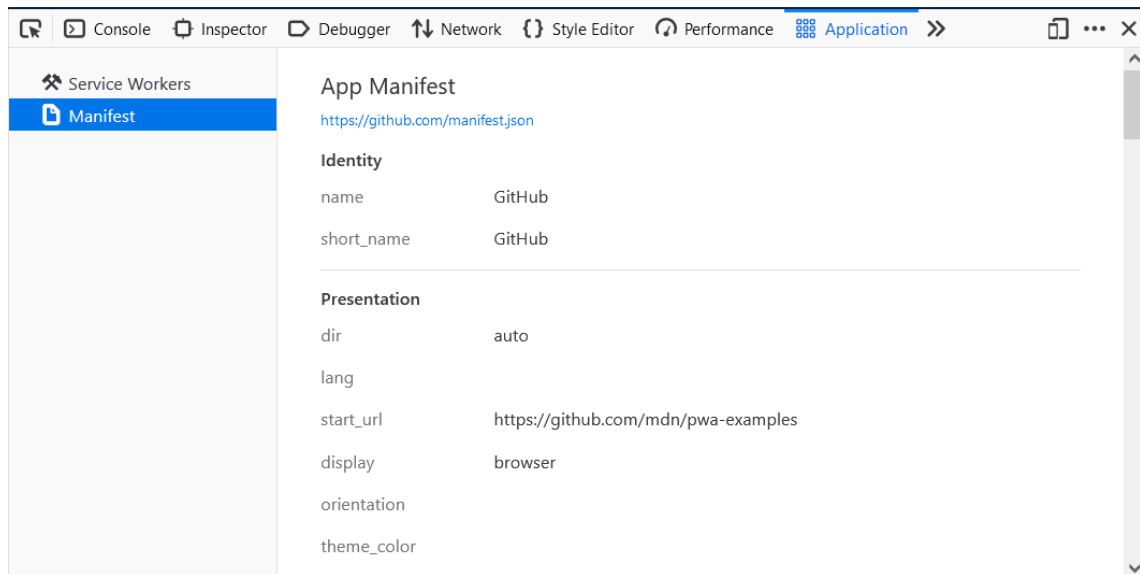 Console Inspector Debugger Network Style Editor Performance Application
Service Workers
Manifest
App Manifest
https://github.com/manifest.json
Identity
name GitHub
short_name GitHub
Presentation
dir auto
lang
start_url https://github.com/mdn/pwa-examples
display browser
orientation
theme_color